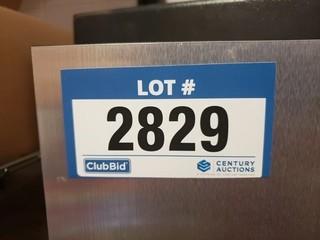 LOT #
2829
ClubBid
CENTURY
AUCTIONS